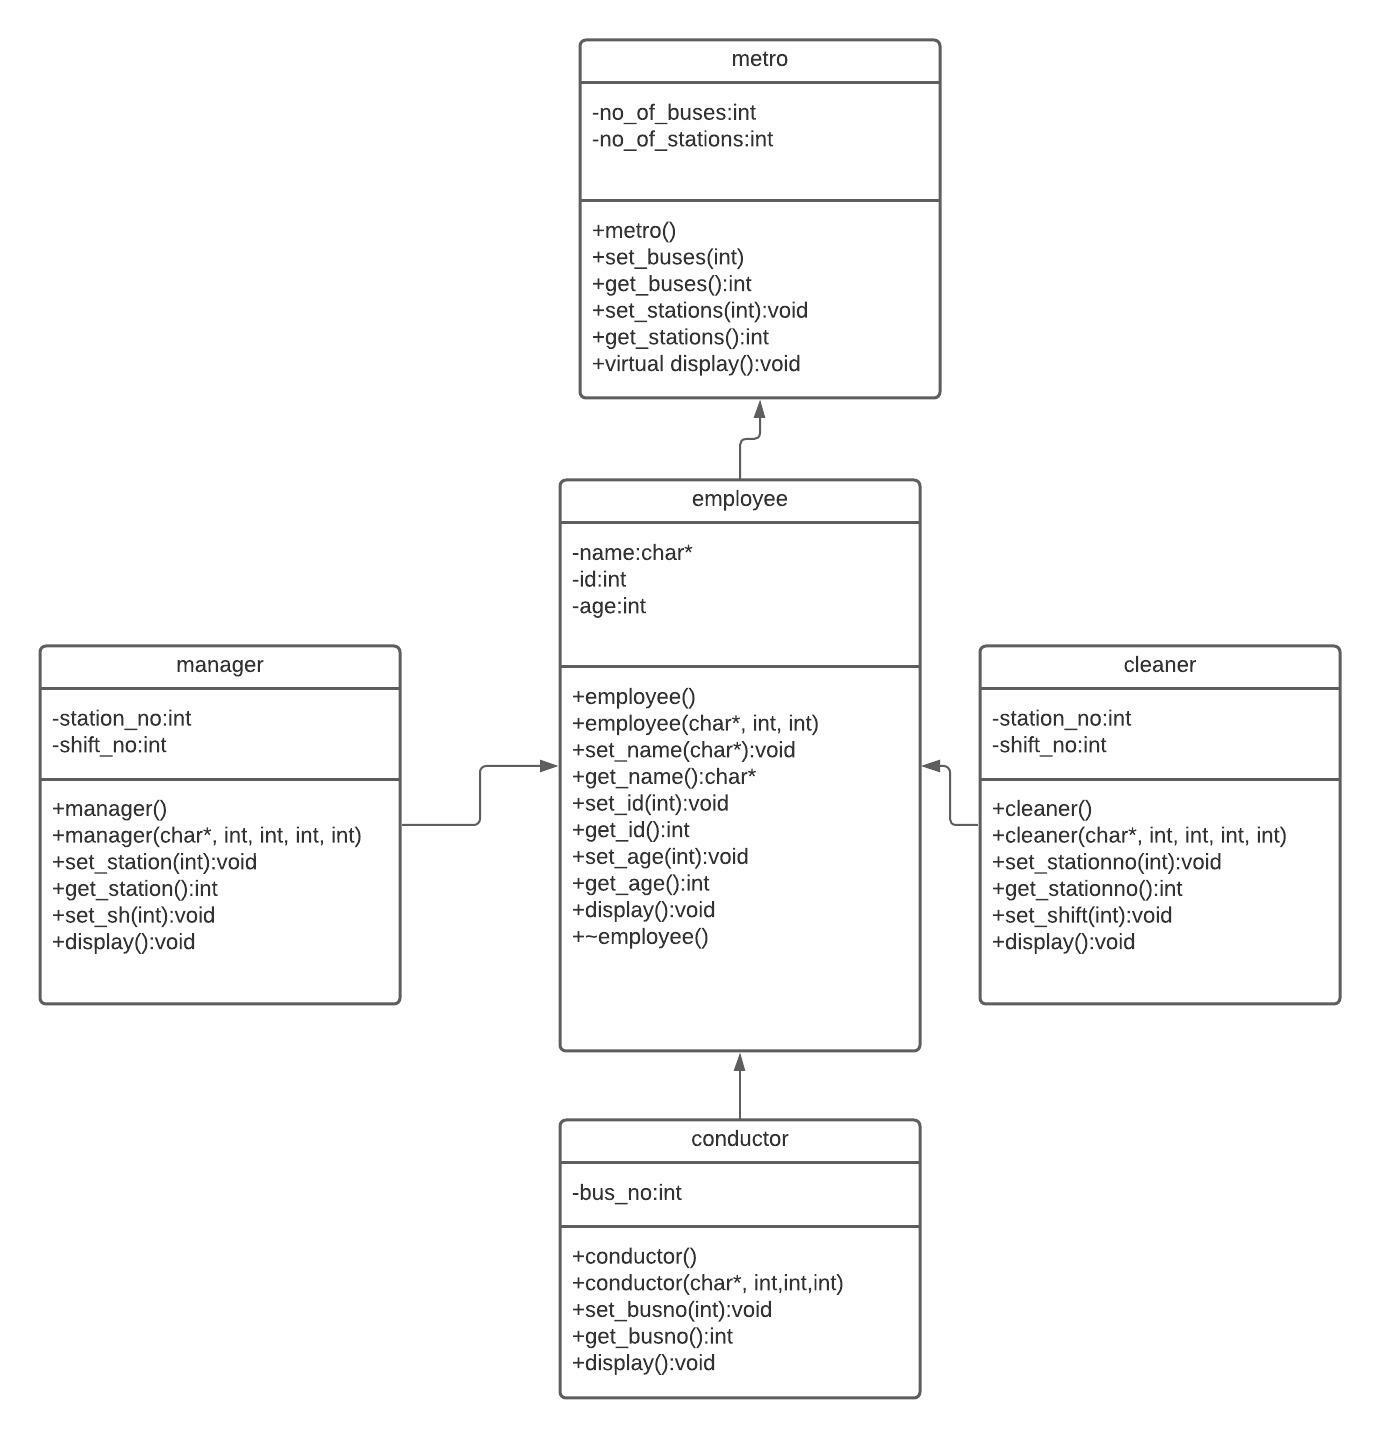 metro
-no_of_buses:int
-no_of_stations:int
+metro()
+set_buses(int)
+get_buses():int
+set_stations(int):void
+get_stations():int
+virtual display():void
employee
-name:char*
-id:int
-age:int
+employee()
+employee(char*, int, int)
+set_name(char*):void
+get_name():char*
+set_id(int):void
+get_id():int
+set_age(int):void
+get_age():int
+display():void
+~employee()
manager
-station_no:int
-shift_no:int
+manager()
+manager(char*, int, int, int, int)
+set_station(int):void
+get_station():int
+set_sh(int):void
+display():void
cleaner
-station_no:int
-shift_no:int
+cleaner()
+cleaner(char*, int, int, int, int)
+set_stationno(int):void
+get_stationno():int
+set_shift(int):void
+display():void
conductor
-bus_no:int
+conductor()
+conductor(char*, int,int,int)
+set_busno(int):void
+get_busno():int
+display():void